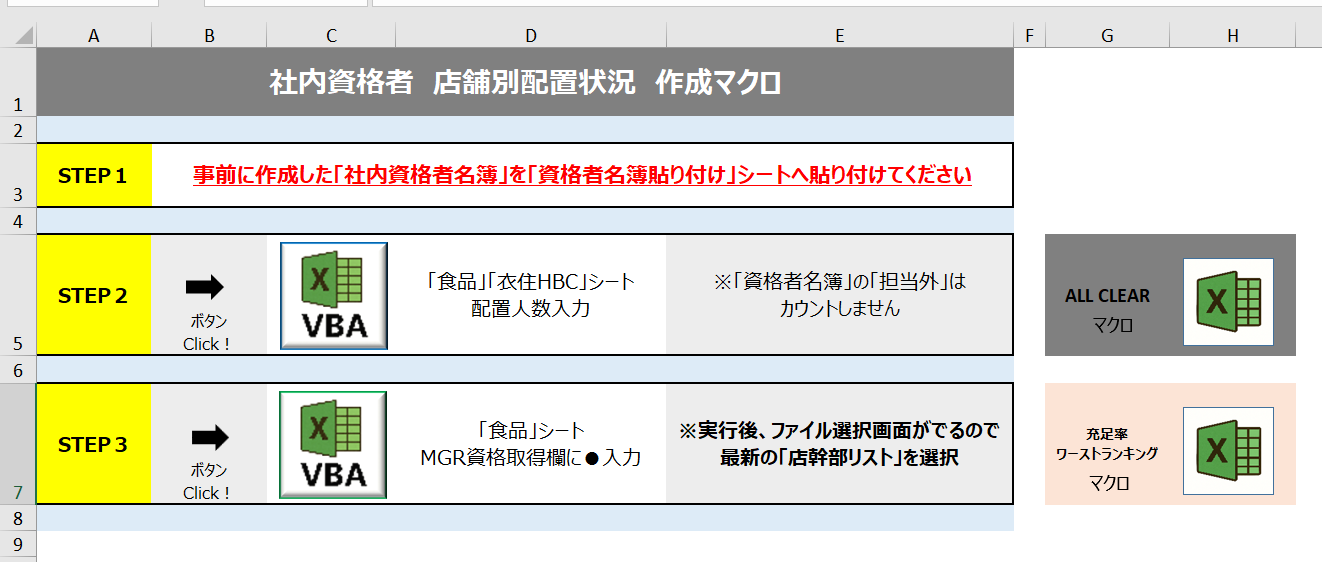 A B C D E F G H
1 社内資格者 店舗別配置状況 作成マクロ
2
3 STEP 1 事前に作成した「社内資格者名簿」を「資格者名簿貼り付け」シートへ貼り付けてください
4
5 STEP 2
ボタン
Click !
X
VBA
「食品」「衣住HBC」シート
配置人数入力
※「資格者名簿」の「担当外」は
カウントしません
ALL CLEAR
マクロ
X
6
7 STEP 3
ボタン
Click !
X
VBA
「食品」シート
MGR資格取得欄に●入力
※実行後、ファイル選択画面がでるので
最新の「店幹部リスト」を選択
充足率
ワーストランキング
マクロ
X
8
9